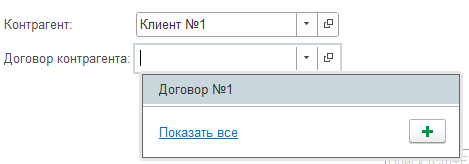 Контрагент: Клиент №1
Договор контрагента:
Договор №1
Показать все